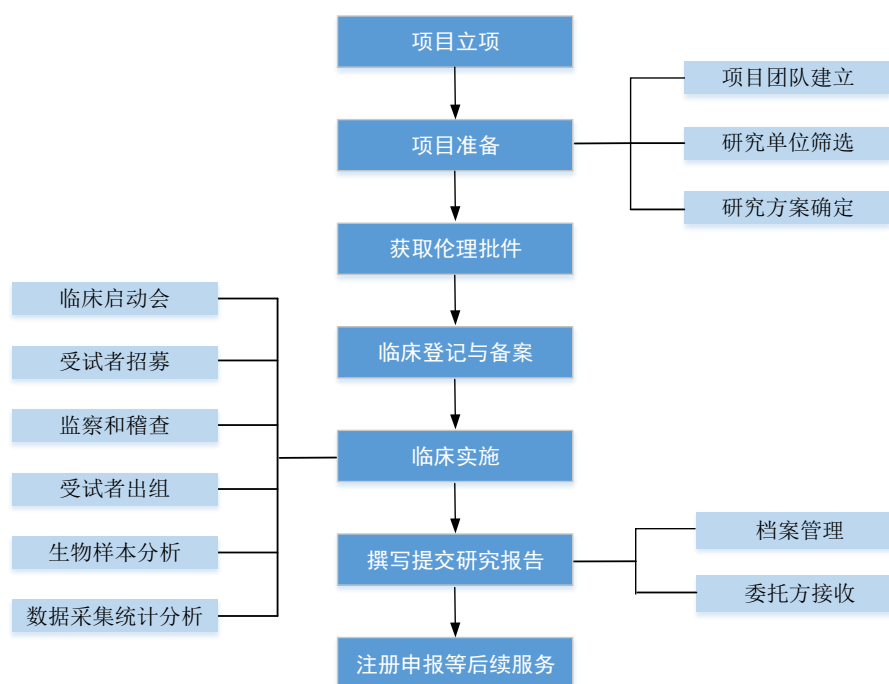 项目立项
项目准备
项目团队建立
研究单位筛选
研究方案确定
获取伦理批件
临床登记与备案
临床实施
临床启动会
受试者招募
监察和稽查
受试者出组
生物样本分析
数据采集统计分析
撰写提交研究报告
档案管理
委托方接收
注册申报等后续服务